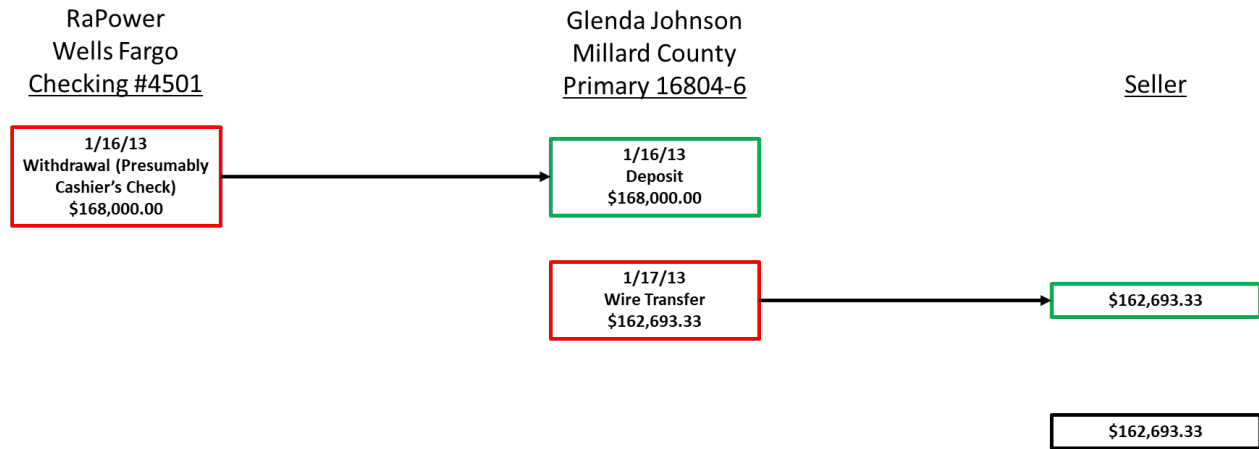 RaPower
Wells Fargo
Checking #4501
Glenda Johnson
Millard County
Primary 16804-6
Seller
1/16/13
Withdrawal (Presumably
Cashier's Check)
$168,000.00
1/16/13
Deposit
$168,000.00
1/17/13
Wire Transfer
$162,693.33
$162,693.33
$162,693.33